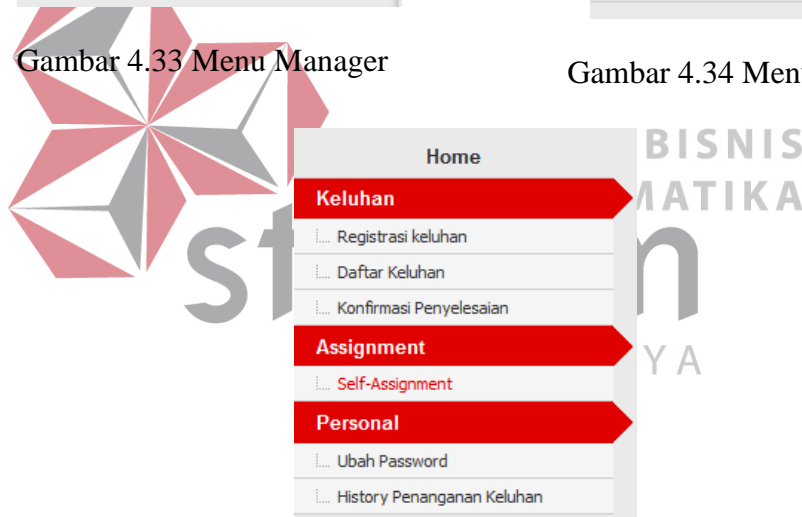 Gambar 4.33 Menu Manager
Gambar 4.34
BISNIS
Home
Keluhan
Registrasi keluhan
Daftar Keluhan
Konfirmasi Penyelesaian
Assignment
Self-Assignment
Personal
Ubah Password
History Penanganan Keluhan